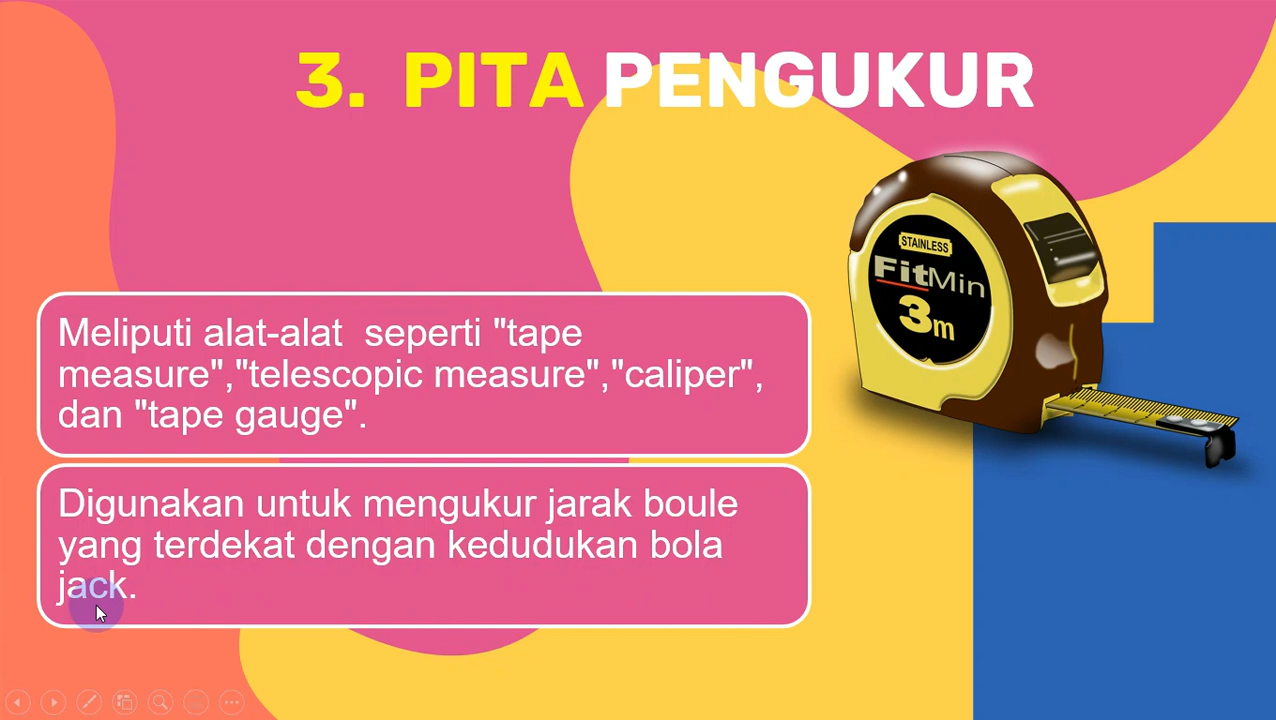 3. PITA PENGUKUR
STAINLESS
FitMin
3m
Meliputi alat-alat seperti "tape
measure","telescopic measure","caliper",
dan "tape gauge".
Digunakan untuk mengukur jarak boule
yang terdekat dengan kedudukan bola
jack.